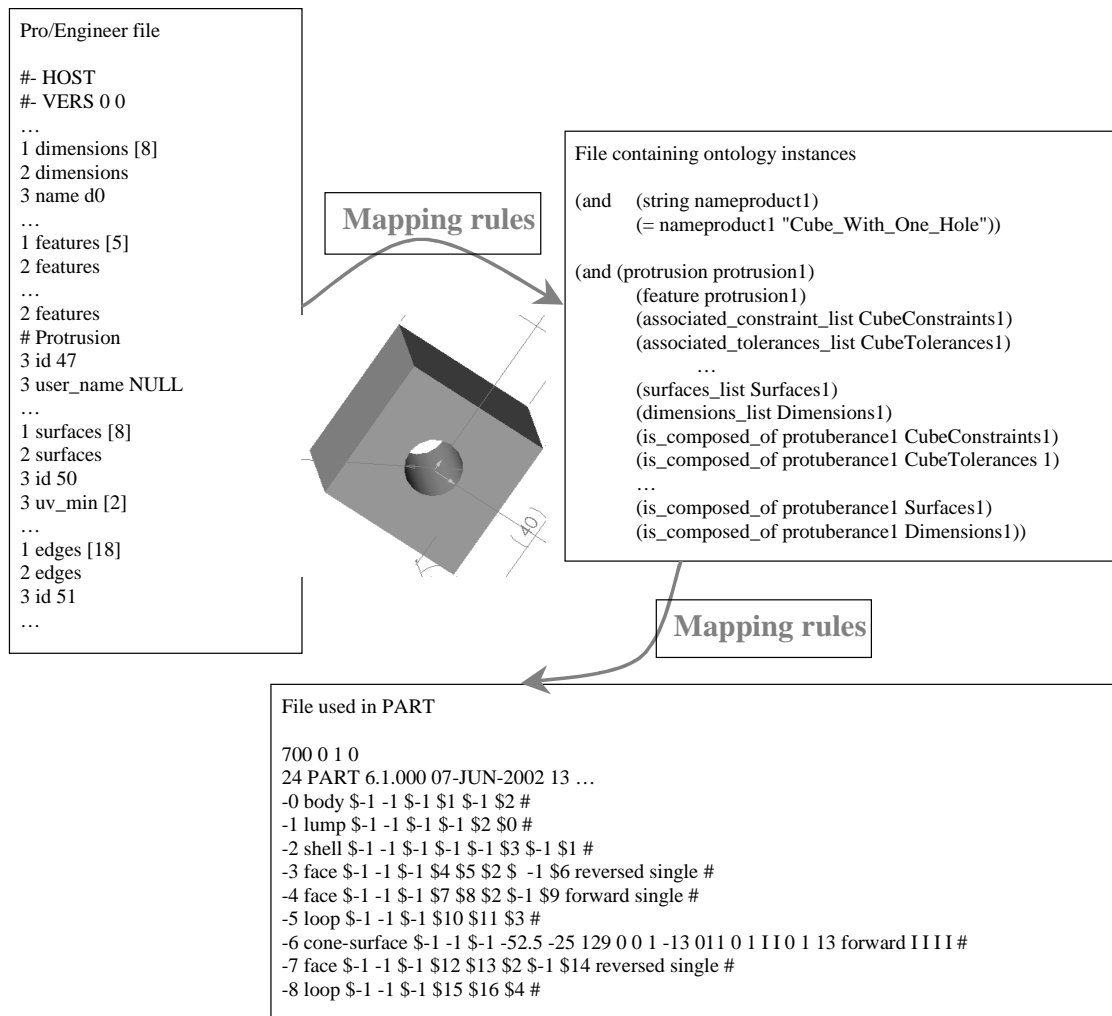 Pro/Engineer file
#- HOST
#- VERS 0 0
…
1 dimensions [8]
2 dimensions
3 name d0
…
1 features [5]
2 features
…
2 features
# Protrusion
3 id 47
3 user_name NULL
…
1 surfaces [8]
2 surfaces
3 id 50
3 uv_min [2]
…
1 edges [18]
2 edges
3 id 51
…
Mapping rules
(40)
File containing ontology instances
(and (string nameproduct1)
(= nameproduct1 "Cube_With_One_Hole"))
(and (protrusion protrusion1)
(feature protrusion1)
(associated_constraint_list CubeConstraints1)
(associated_tolerances_list CubeTolerances1)
…
(surfaces_list Surfaces1)
(dimensions_list Dimensions1)
(is_composed_of protuberance1 CubeConstraints1)
(is_composed_of protuberance1 CubeTolerances 1)
…
(is_composed_of protuberance1 Surfaces1)
(is_composed_of protuberance1 Dimensions1))
Mapping rules
File used in PART
700 0 1 0
24 PART 6.1.000 07-JUN-2002 13 …
-0 body $-1 -1 $-1 $1 $-1 $2 #
-1 lump $-1 -1 $-1 $-1 $2 $0 #
-2 shell $-1 -1 $-1 $-1 $-1 $3 $-1 $1 #
-3 face $-1 -1 $-1 $4 $5 $2 $ -1 $6 reversed single #
-4 face $-1 -1 $-1 $7 $8 $2 $-1 $9 forward single #
-5 loop $-1 -1 $-1 $10 $11 $3 #
-6 cone-surface $-1 -1 $-1 -52.5 -25 129 0 0 1 -13 011 0 1 I I 0 1 13 forward I I I I #
-7 face $-1 -1 $-1 $12 $13 $2 $-1 $14 reversed single #
-8 loop $-1 -1 $-1 $15 $16 $4 #